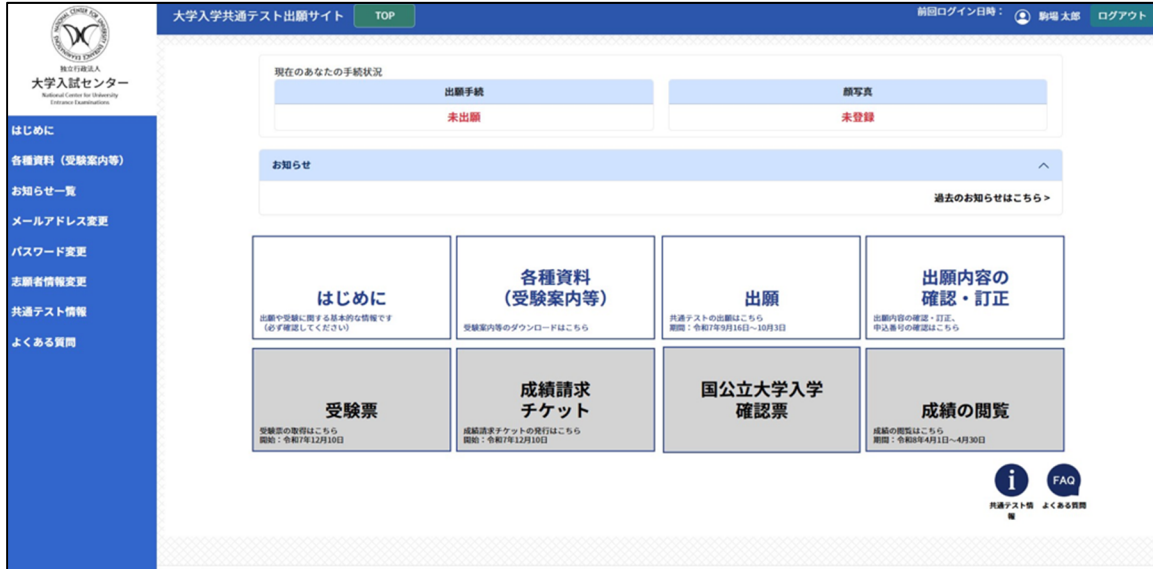 NATIONAL CENTER FOR UNIVERSITY ENTRANCE EXAMINATIONS
独立行政法人
大学入試センター
National Center for University
Entrance Examinations
はじめに
各種資料（受験案内等）
お知らせ一覧
メールアドレス変更
パスワード変更
志願者情報変更
共通テスト情報
よくある質問
大学入学共通テスト出願サイト
TOP
前回ログイン日時：
駒場 太郎
ログアウト
現在のあなたの手続状況
出願手続
顔写真
未出願
未登録
お知らせ
過去のお知らせはこちら >
はじめに
出願や受験に関する基本的な情報です
（必ず確認してください）
各種資料
（受験案内等）
受験案内等のダウンロードはこちら
出願
共通テストの出願はこちら
期間：令和7年9月16日～10月3日
出願内容の
確認・訂正
出願内容の確認・訂正、
申込番号の確認はこちら
受験票
受験票の取得はこちら
開始：令和7年12月10日
成績請求
チケット
成績請求チケットの発行はこちら
開始：令和7年12月10日
国公立大学入学
確認票
成績の閲覧
成績の閲覧はこちら
期間：令和8年4月1日～4月30日
i
共通テスト情
報
FAQ
よくある質問